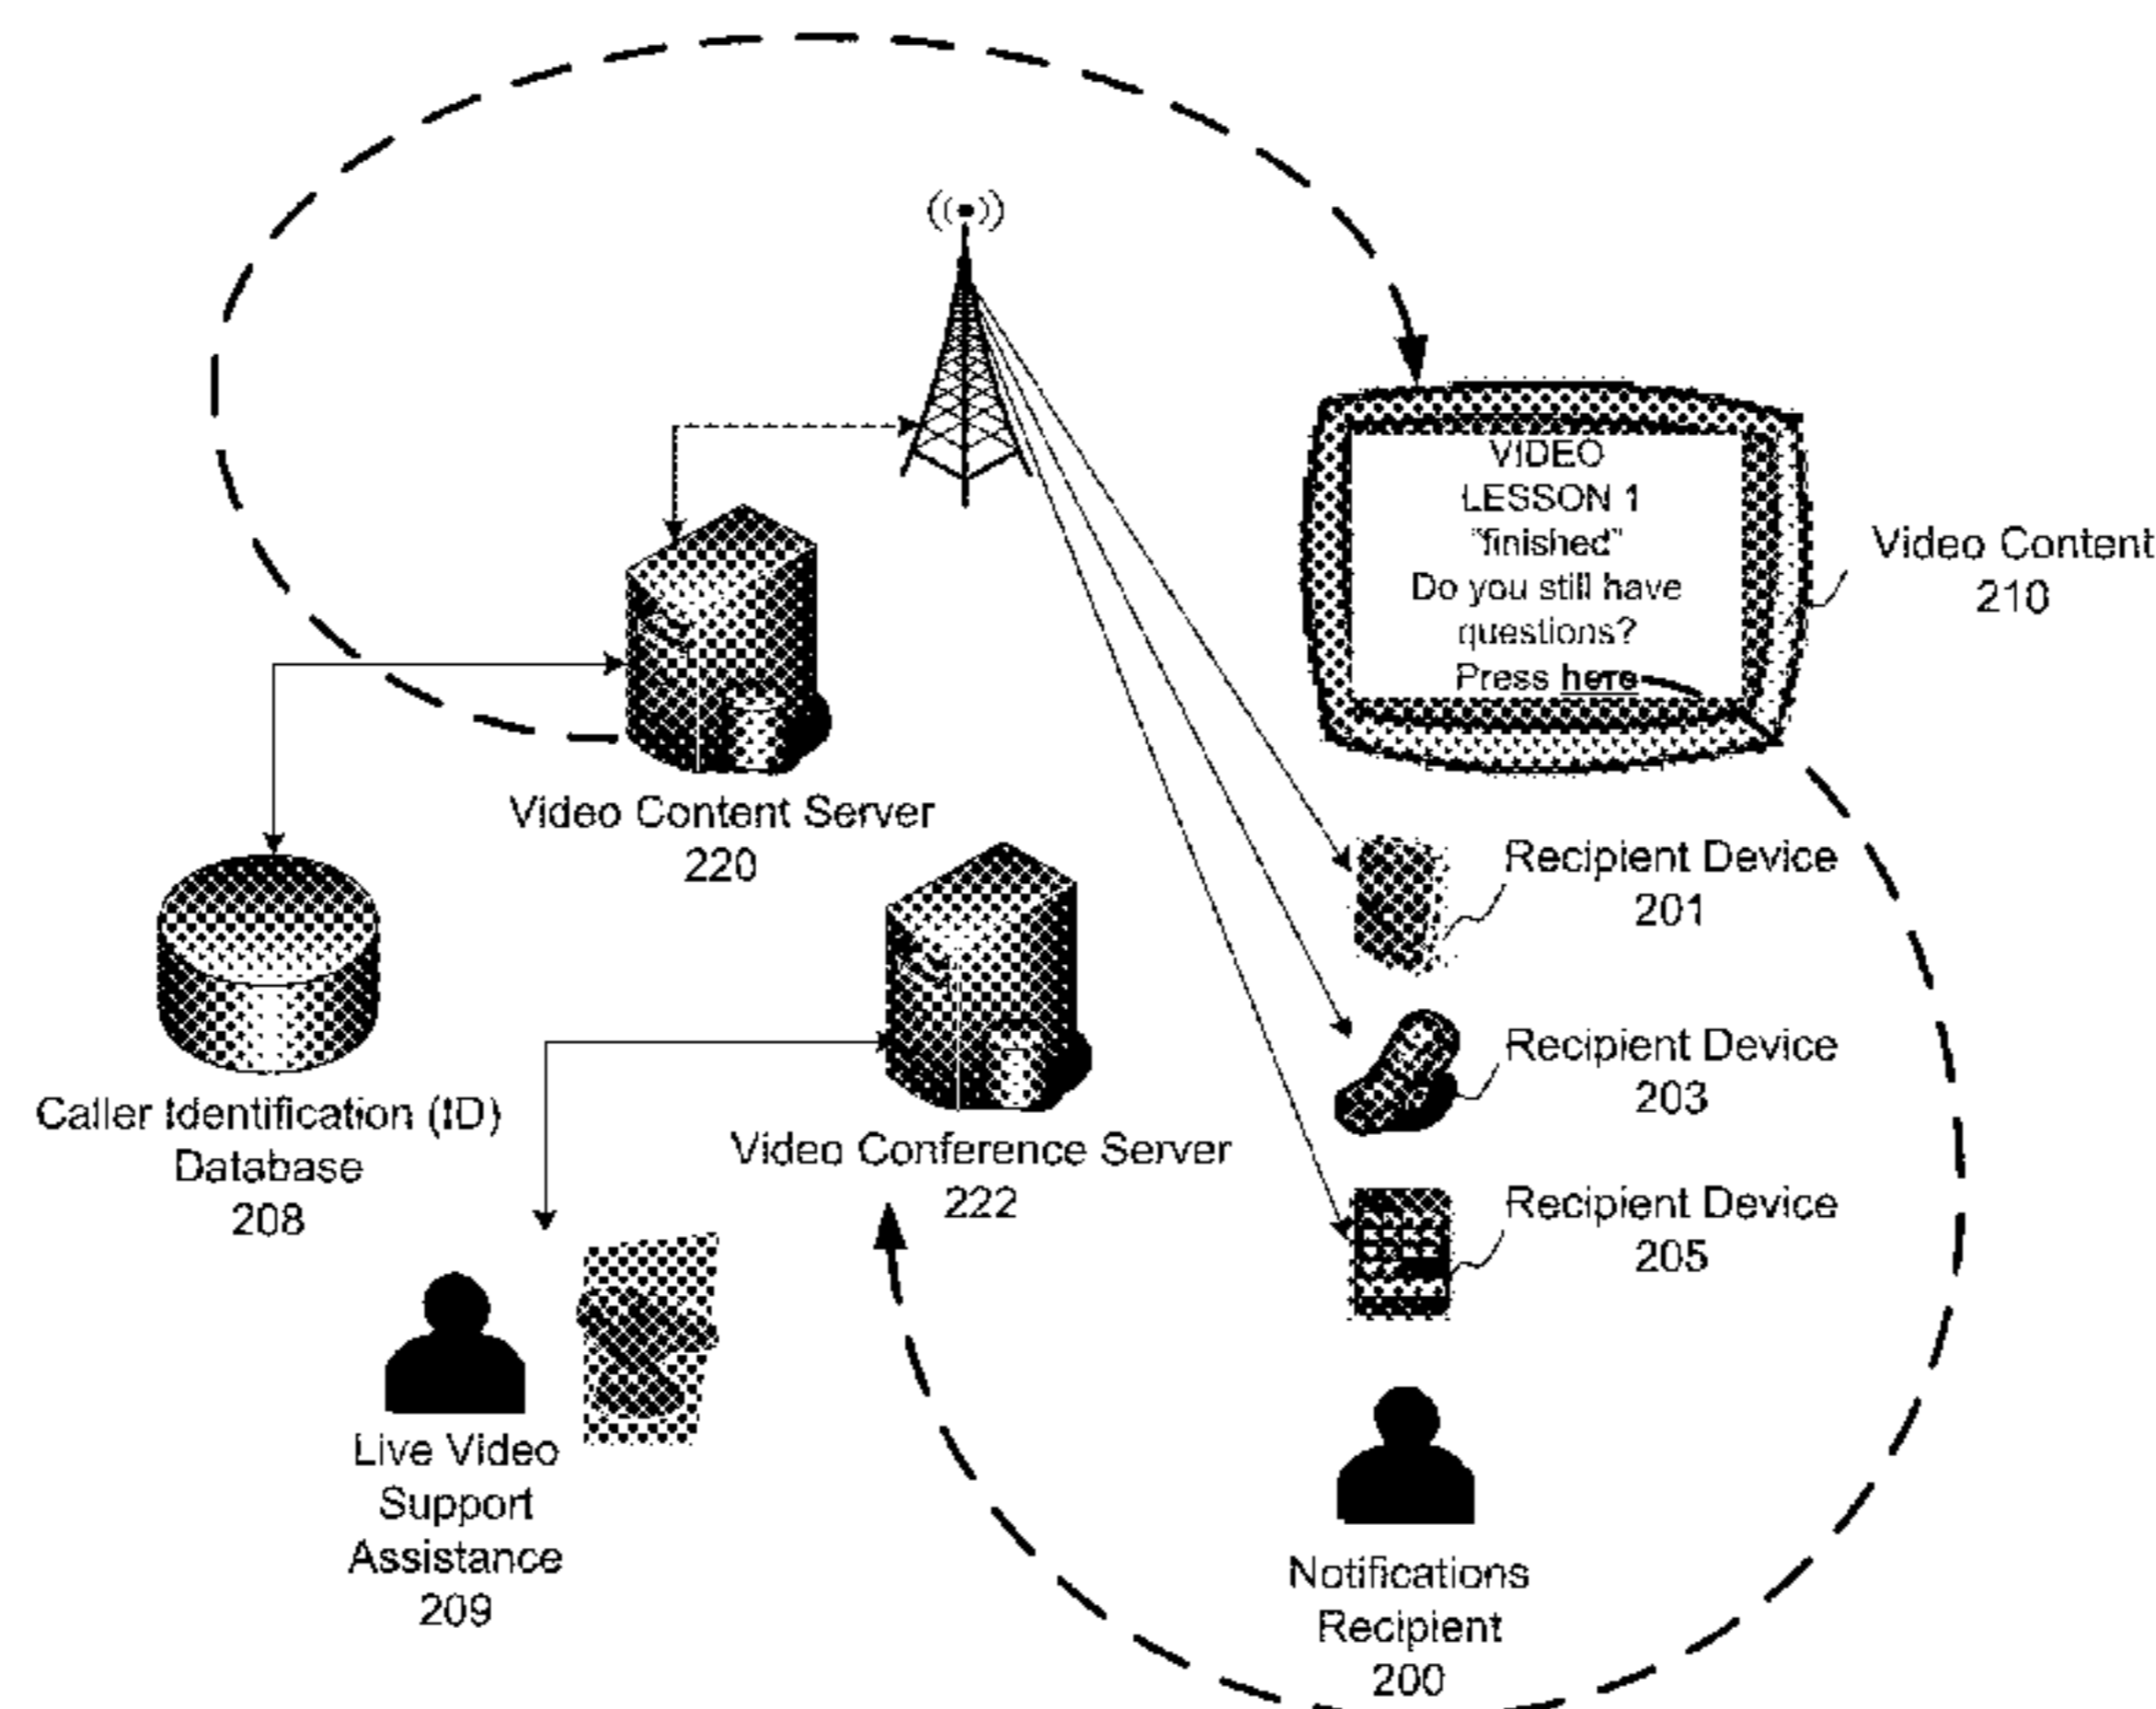 VIDEO
LESSON 1
"finished"
Do you still have
questions?
Press here
Video Content
210
Video Content Server
220
Recipient Device
201
Caller Identification (ID)
Database
208
Video Conference Server
222
Recipient Device
203
Recipient Device
205
Live Video
Support
Assistance
209
Notifications
Recipient
200